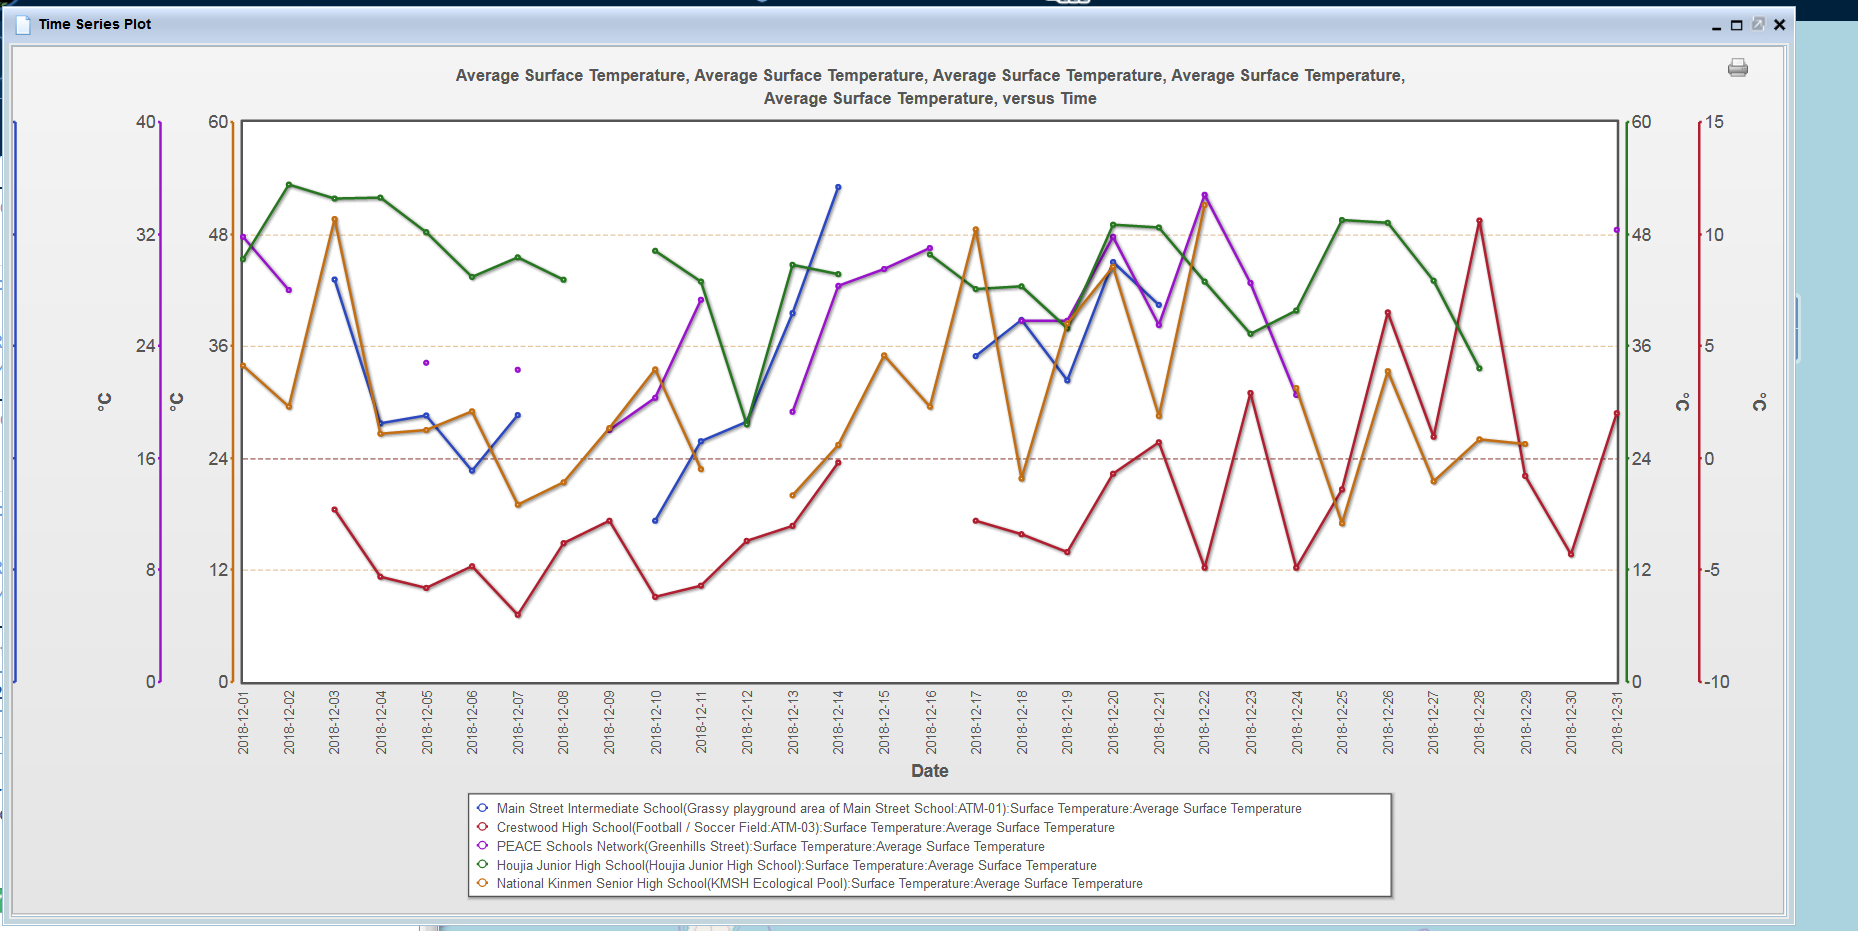 Time Series Plot
Average Surface Temperature, Average Surface Temperature, Average Surface Temperature, Average Surface Temperature,
Average Surface Temperature, versus Time
40 60 60 15
32 48 48 10
24 36 36 5
°C °C °C °C
16 24 24 0
8 12 12 -5
0 0 0 -10
2018-12-01
2018-12-02
2018-12-03
2018-12-04
2018-12-05
2018-12-06
2018-12-07
2018-12-08
2018-12-09
2018-12-10
2018-12-11
2018-12-12
2018-12-13
2018-12-14
2018-12-15
2018-12-16
2018-12-17
2018-12-18
2018-12-19
2018-12-20
2018-12-21
2018-12-22
2018-12-23
2018-12-24
2018-12-25
2018-12-26
2018-12-27
2018-12-28
2018-12-29
2018-12-30
2018-12-31
Date
Main Street Intermediate School(Grassy playground area of Main Street School:ATM-01):Surface Temperature:Average Surface Temperature
Crestwood High School(Football / Soccer Field:ATM-03):Surface Temperature:Average Surface Temperature
PEACE Schools Network(Greenhills Street):Surface Temperature:Average Surface Temperature
Houjia Junior High School(Houjia Junior High School):Surface Temperature:Average Surface Temperature
National Kinmen Senior High School(KMSH Ecological Pool):Surface Temperature:Average Surface Temperature